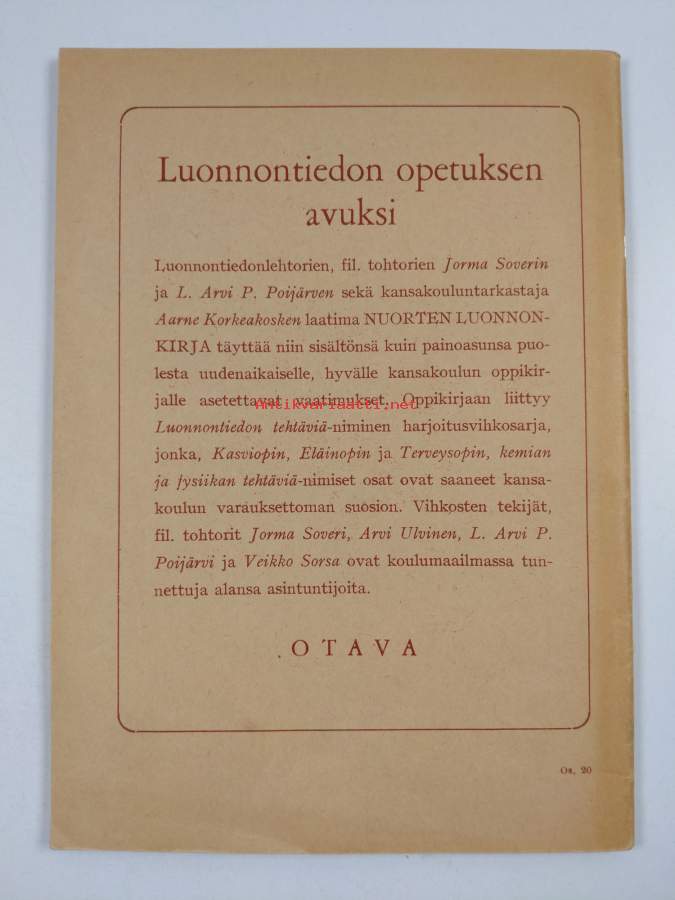 Luonnontiedon opetuksen
avuksi
Luonnontiedonlehtorien, fil. tohtorien Jorma Soverin
ja L. Arvi P. Poijärven sekä kansakouluntarkastaja
Aarne Korkeakosken laatima NUORTEN LUONNON-
KIRJA täyttää niin sisältönsä kuin painoasunsa puo-
lesta uudenaikaiselle, hyvälle kansakoulun oppikir-
jalle asetettavat vaatimukset. Oppikirjaan liittyy
Antikvariaatti.net
Luonnontiedon tehtäviä-niminen harjoitusvihkosarja,
jonka, Kasviopin, Eläinopin ja Terveysopin, kemian
ja fysiikan tehtäviä-nimiset osat ovat saaneet kansa-
koulun varauksettoman suosion. Vihkosten tekijät,
fil. tohtorit Jorma Soveri, Arvi Ulvinen, L. Arvi P.
Poijärvi ja Veikko Sorsa ovat koulumaailmassa tun-
nettuja alansa asintuntijoita.
OTAVA
Os. 20